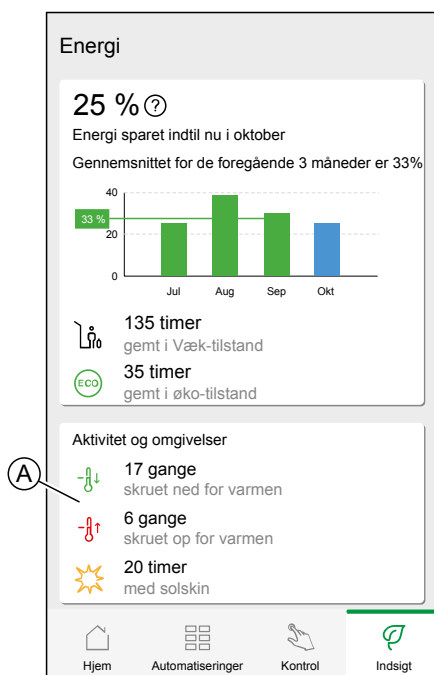 Energi
25 % ?
Energi sparet indtil nu i oktober
Gennemsnittet for de foregående 3 måneder er 33%
40
33 %
20
0
Jul Aug Sep Okt
135 timer
gemt i Væk-tilstand
ECO
35 timer
gemt i øko-tilstand
Aktivitet og omgivelser
A
17 gange
skruet ned for varmen
6 gange
skruet op for varmen
20 timer
med solskin
Hjem Automatiseringer Kontrol Indsigt